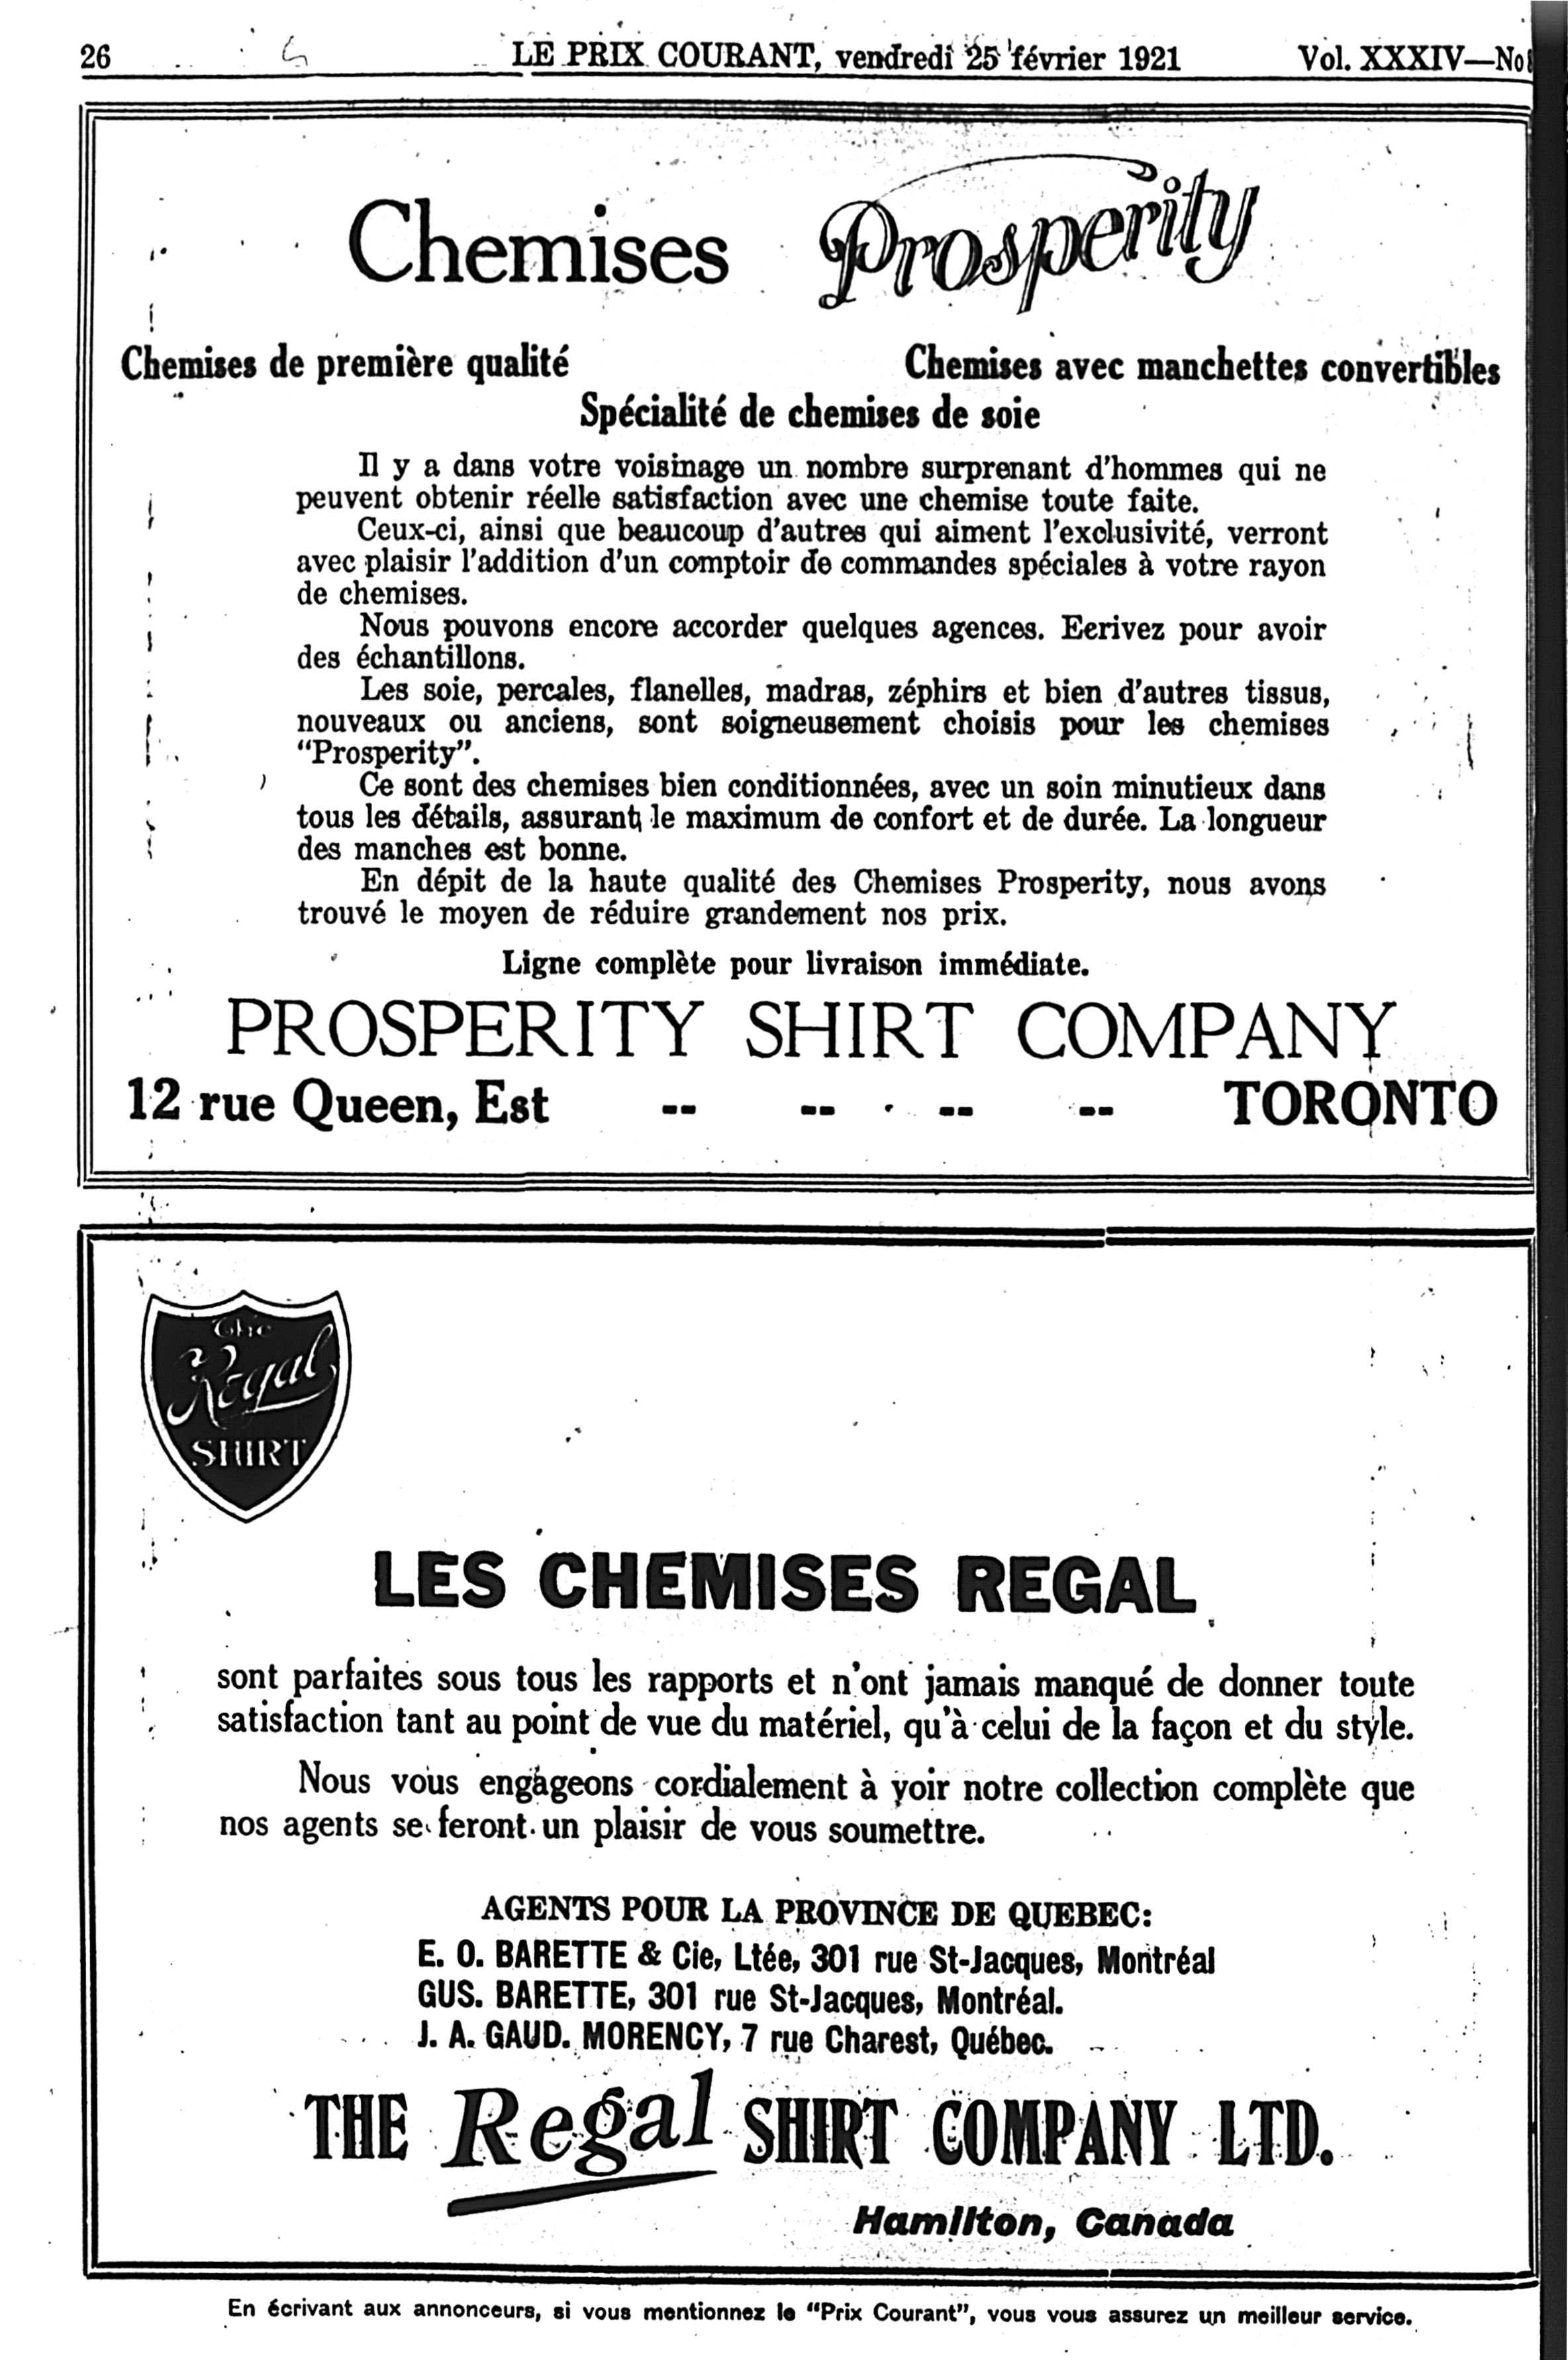 26 LE PRIX COURANT, vendredi 25 février 1921 Vol. XXXIV—No
Chemises Prosperity
Chemises de première qualité Chemises avec manchettes convertibles
Spécialité de chemises de soie
Il y a dans votre voisinage un nombre surprenant d'hommes qui ne
peuvent obtenir réelle satisfaction avec une chemise toute faite.
Ceux-ci, ainsi que beaucoup d'autres qui aiment l'exclusivité, verront
avec plaisir l'addition d'un comptoir de commandes spéciales à votre rayon
de chemises.
Nous pouvons encore accorder quelques agences. Ecrivez pour avoir
des échantillons.
Les soie, percales, flanelles, madras, zéphirs et bien d'autres tissus,
nouveaux ou anciens, sont soigneusement choisis pour les chemises
"Prosperity".
Ce sont des chemises bien conditionnées, avec un soin minutieux dans
tous les détails, assurant le maximum de confort et de durée. La longueur
des manches est bonne.
En dépit de la haute qualité des Chemises Prosperity, nous avons
trouvé le moyen de réduire grandement nos prix.
Ligne complète pour livraison immédiate.
PROSPERITY SHIRT COMPANY
12 rue Queen, Est -- -- -- -- TORONTO
The
Regal
SHIRT
LES CHEMISES REGAL
sont parfaites sous tous les rapports et n'ont jamais manqué de donner toute
satisfaction tant au point de vue du matériel, qu'à celui de la façon et du style.
Nous vous engageons cordialement à voir notre collection complète que
nos agents se feront un plaisir de vous soumettre.
AGENTS POUR LA PROVINCE DE QUEBEC:
E. O. BARETTE & Cie, Ltée, 301 rue St-Jacques, Montréal
GUS. BARETTE, 301 rue St-Jacques, Montréal.
J. A. GAUD. MORENCY, 7 rue Charest, Québec.
THE Regal SHIRT COMPANY LTD.
Hamilton, Canada
En écrivant aux annonceurs, si vous mentionnez le "Prix Courant", vous vous assurez un meilleur service.